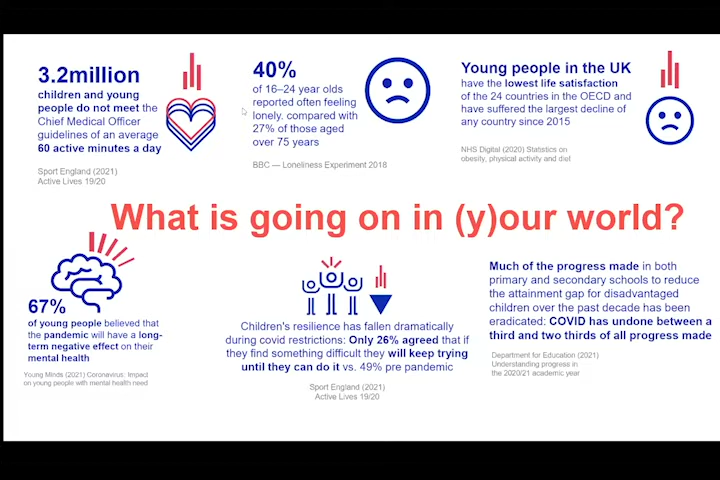 3.2million
children and young
people do not meet the
Chief Medical Officer
guidelines of an average
60 active minutes a day
Sport England (2021)
Active Lives 19/20
40%
of 16–24 year olds
reported often feeling
lonely. compared with
27% of those aged
over 75 years
BBC — Loneliness Experiment 2018
Young people in the UK
have the lowest life satisfaction
of the 24 countries in the OECD and
have suffered the largest decline of
any country since 2015
NHS Digital (2020) Statistics on
obesity, physical activity and diet
What is going on in (y)our world?
67%
of young people believed that
the pandemic will have a long-
term negative effect on their
mental health
Young Minds (2021) Coronavirus: Impact
on young people with mental health need
Children's resilience has fallen dramatically
during covid restrictions: Only 26% agreed that if
they find something difficult they will keep trying
until they can do it vs. 49% pre pandemic
Sport England (2021)
Active Lives 19/20
Much of the progress made in both
primary and secondary schools to reduce
the attainment gap for disadvantaged
children over the past decade has been
eradicated: COVID has undone between a
third and two thirds of all progress made
Department for Education (2021)
Understanding progress in
the 2020/21 academic year